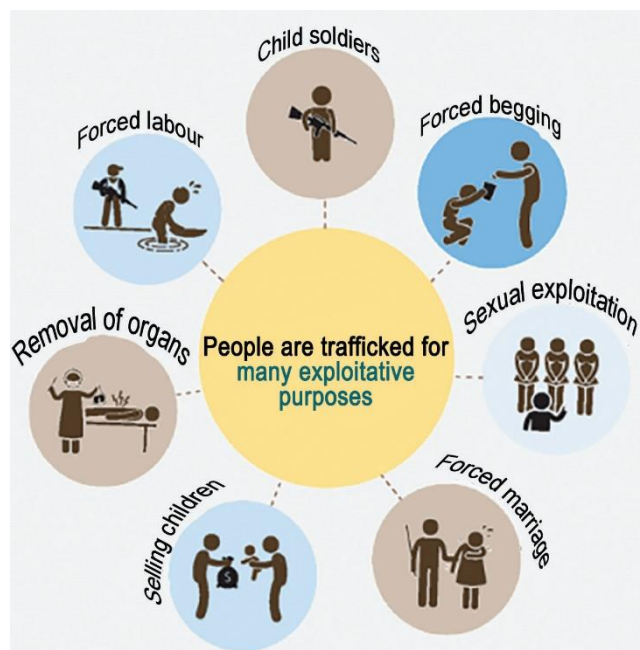 Child soldiers
Forced labour
Forced begging
Removal of organs
Sexual exploitation
People are trafficked for
many exploitative
purposes
Selling children
Forced marriage
$